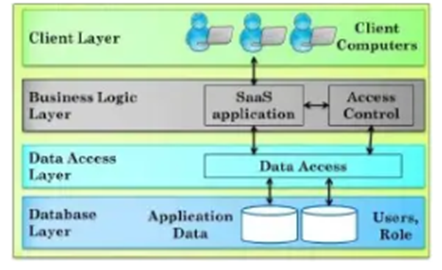 Client Layer
Client
Computers
Business Logic
Layer
SaaS
application
Access
Control
Data Access
Layer
Data Access
Database
Layer
Application
Data
Users,
Role